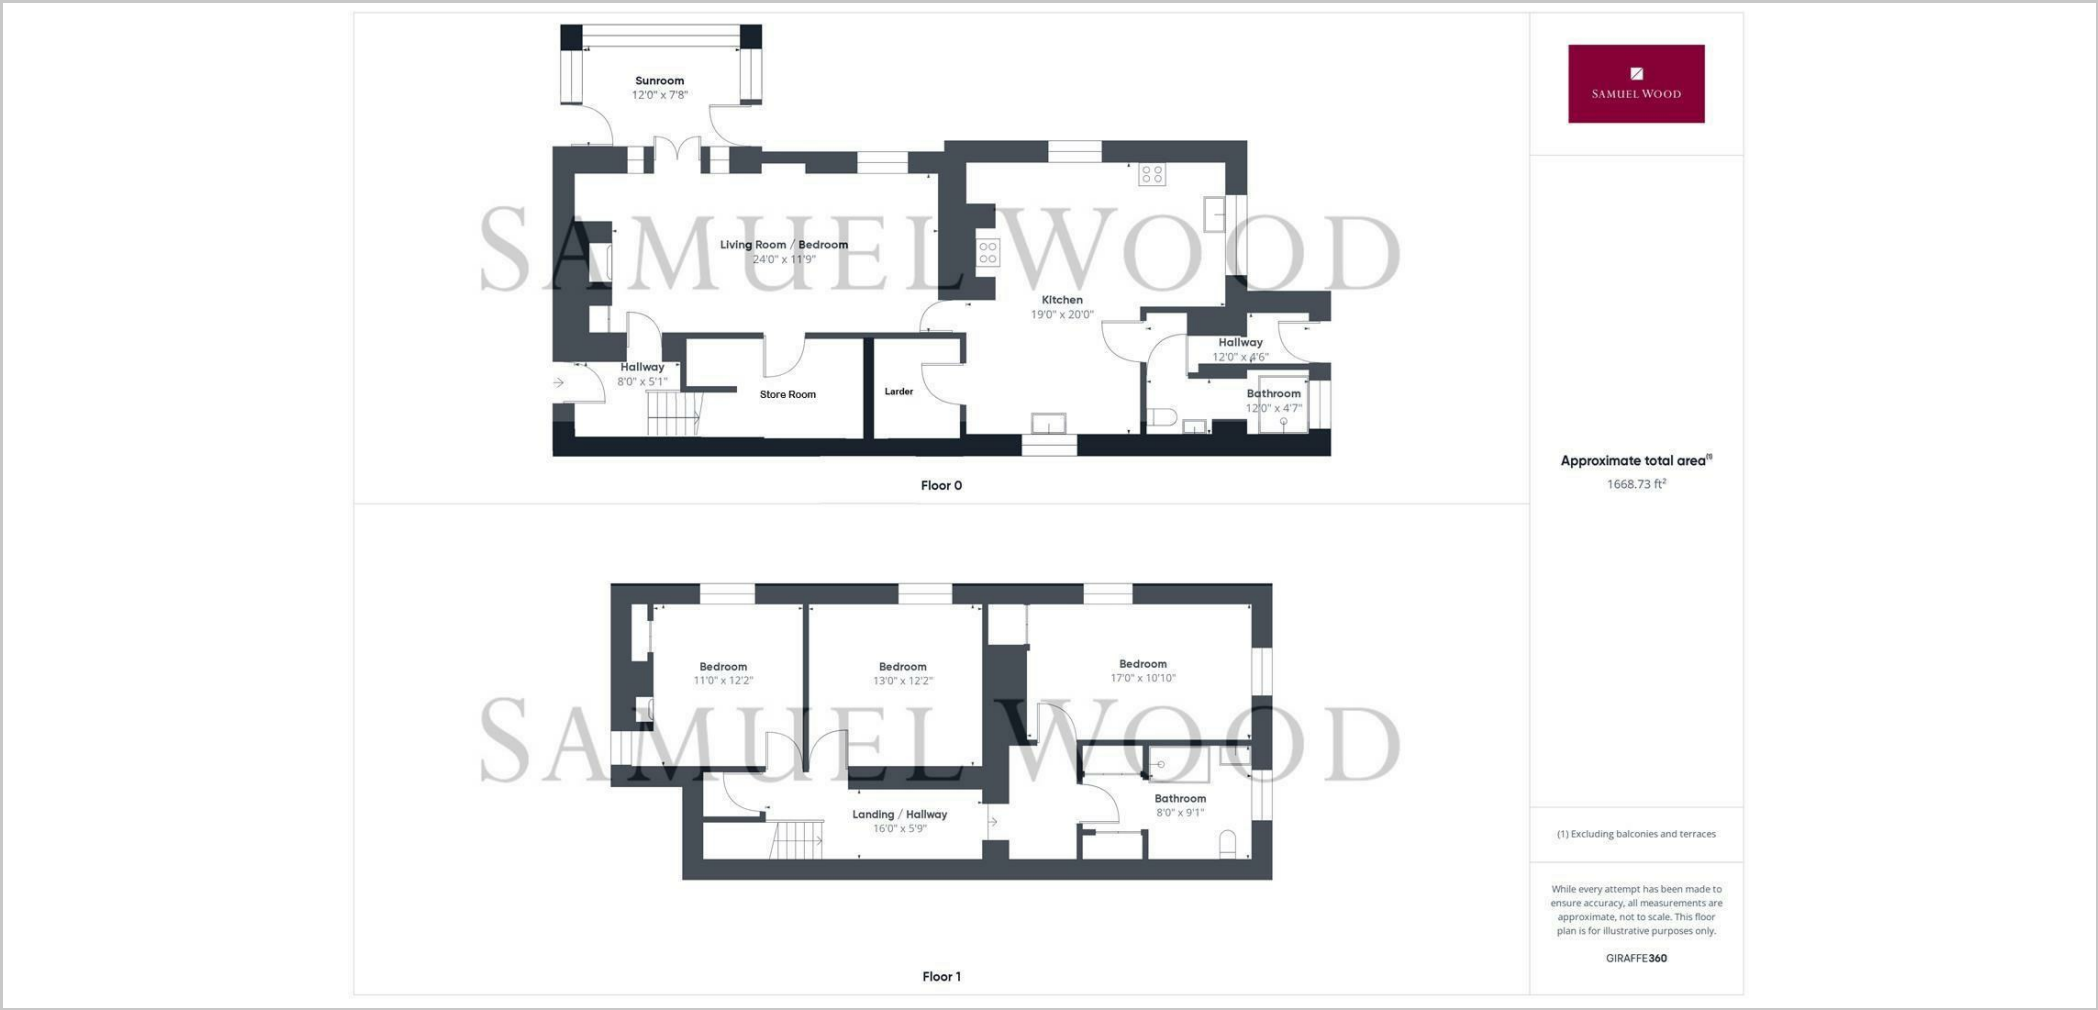 Sunroom
12'0" x 7'8"
Living Room / Bedroom
24'0" x 11'9"
Kitchen
19'0" x 20'0"
Hallway
12'0" x 4'6"
Hallway
8'0" x 5'1"
Store Room
Larder
Bathroom
12'0" x 4'7"
SAMUEL WOOD
Floor 0
Bedroom
11'0" x 12'2"
Bedroom
13'0" x 12'2"
Bedroom
17'0" x 10'10"
SAMUEL WOOD
Landing / Hallway
16'0" x 5'9"
Bathroom
8'0" x 9'1"
Floor 1
SAMUEL WOOD
Approximate total area(1)
1668.73 ft²
(1) Excluding balconies and terraces
While every attempt has been made to
ensure accuracy, all measurements are
approximate, not to scale. This floor
plan is for illustrative purposes only.
GIRAFFE360